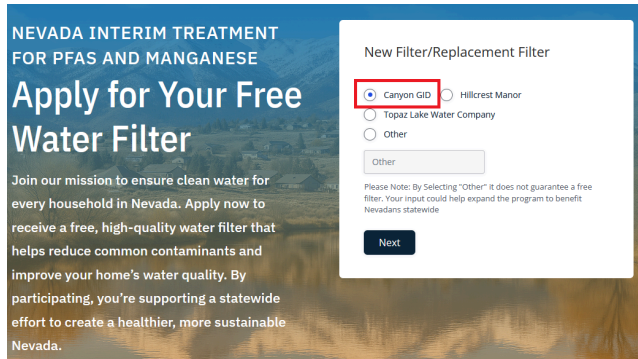 NEVADA INTERIM TREATMENT
FOR PFAS AND MANGANESE
Apply for Your Free
Water Filter
Join our mission to ensure clean water for
every household in Nevada. Apply now to
receive a free, high-quality water filter that
helps reduce common contaminants and
improve your home's water quality. By
participating, you're supporting a statewide
effort to create a healthier, more sustainable
Nevada.
New Filter/Replacement Filter
Canyon GID Hillcrest Manor
Topaz Lake Water Company
Other
Other
Please Note: By Selecting "Other" it does not guarantee a free
filter. Your input could help expand the program to benefit
Nevadans statewide
Next